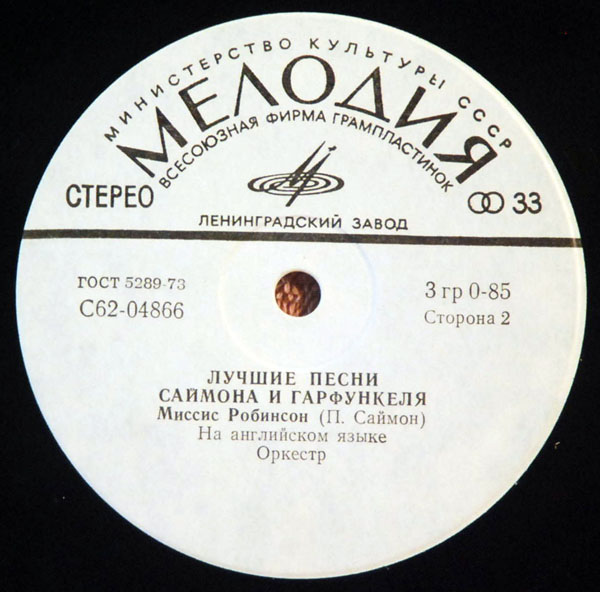 МИНИСТЕРСТВО КУЛЬТУРЫ СССР
МЕЛОДИЯ
ВСЕСОЮЗНАЯ ФИРМА ГРАМПЛАСТИНОК
СТЕРЕО
33
ЛЕНИНГРАДСКИЙ ЗАВОД
ГОСТ 5289-73
С62-04866
3 гр 0-85
Сторона 2
ЛУЧШИЕ ПЕСНИ
САЙМОНА И ГАРФУНКЕЛЯ
Миссис Робинсон (П. Саймон)
На английском языке
Оркестр